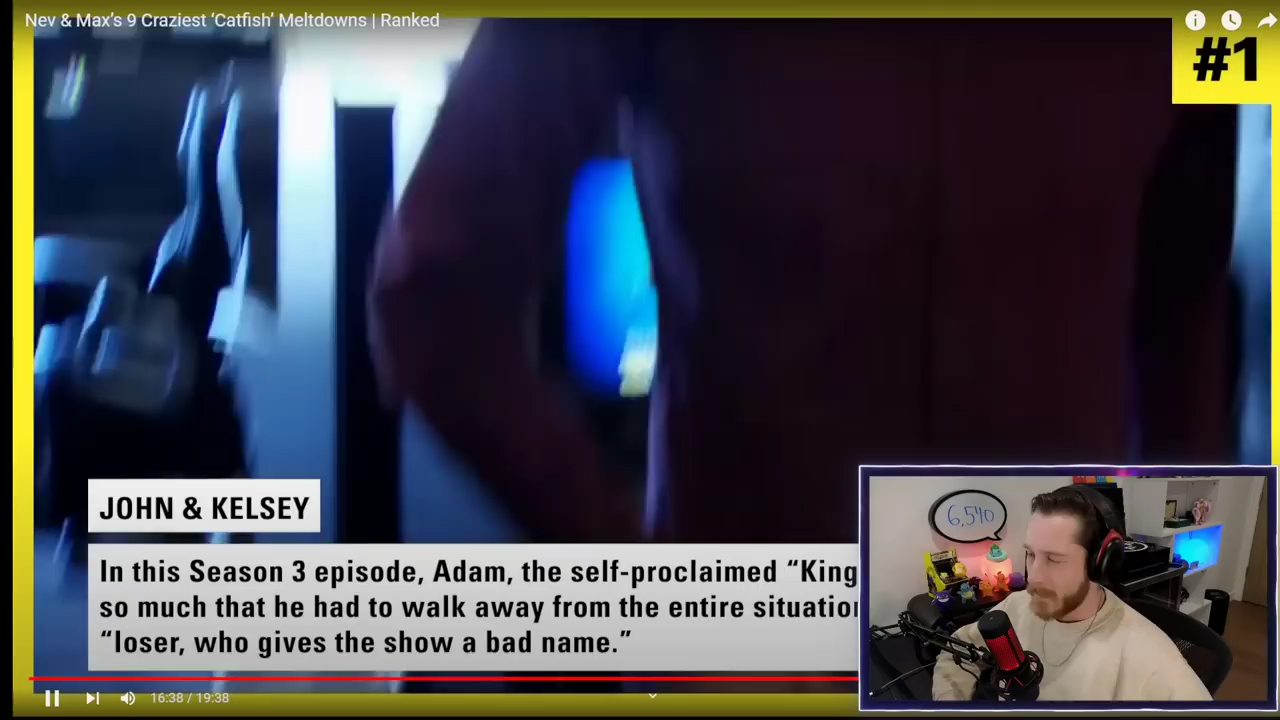 Nev & Max’s 9 Craziest ‘Catfish’ Meltdowns | Ranked
#1
JOHN & KELSEY
In this Season 3 episode, Adam, the self-proclaimed “King
so much that he had to walk away from the entire situation
“loser, who gives the show a bad name.”
6,540
16:38 / 19:38